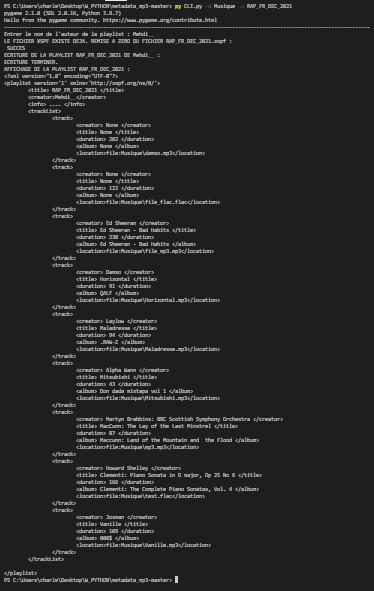 PS C:\Users\charle\Desktop\W_PYTHON\metadata_mp3-master> py CLI.py -d Musique -o RAP_FR_DEC_2021
pygame 2.1.0 (SDL 2.0.16, Python 3.9.7)
Hello from the pygame community. https://www.pygame.org/contribute.html
Entrer le nom de l'auteur de la playlist : Mehdi_
LE FICHIER XSPF EXISTE DEJA. REMISE A ZERO DU FICHIER RAP_FR_DEC_2021.xspf :
SUCCES
ECRITURE DE LA PLAYLIST RAP_FR_DEC_2021 DE Mehdi_ :
ECRITURE TERMINER.
AFFICHAGE DE LA PLAYLIST RAP_FR_DEC_2021 :
<?xml version="1.0" encoding="UTF-8"?>
<playlist version='1' xmlns='http://xspf.org/ns/0/'>
<title> RAP_FR_DEC_2021 </title>
<creator>Mehdi_</creator>
<info> .... </info>
<trackList>
<track>
<creator> None </creator>
<title> None </title>
<duration> 202 </duration>
<album> None </album>
<location>file:Musique\damso.mp3</location>
</track>
<track>
<creator> None </creator>
<title> None </title>
<duration> 122 </duration>
<album> None </album>
<location>file:Musique\file_flac.flac</location>
</track>
<track>
<creator> Ed Sheeran </creator>
<title> Ed Sheeran - Bad Habits </title>
<duration> 230 </duration>
<album> Ed Sheeran - Bad Habits </album>
<location>file:Musique\file_mp3.mp3</location>
</track>
<track>
<creator> Damso </creator>
<title> Horizontal </title>
<duration> 91 </duration>
<album> QALF </album>
<location>file:Musique\Horizontal.mp3</location>
</track>
<track>
<creator> Laylow </creator>
<title> Maladresse </title>
<duration> 94 </duration>
<album> .RAW-Z </album>
<location>file:Musique\Maladresse.mp3</location>
</track>
<track>
<creator> Alpha Wann </creator>
<title> Mitsubishi </title>
<duration> 43 </duration>
<album> Don dada mixtape vol 1 </album>
<location>file:Musique\Mitsubishi.mp3</location>
</track>
<track>
<creator> Martyn Brabbins: BBC Scottish Symphony Orchestra </creator>
<title> MacCunn: The Lay of the Last Minstrel </title>
<duration> 87 </duration>
<album> Maccunn: Land of the Mountain and the Flood </album>
<location>file:Musique\mp3.mp3</location>
</track>
<track>
<creator> Howard Shelley </creator>
<title> Clementi: Piano Sonata in D major, Op 25 No 6 </title>
<duration> 166 </duration>
<album> Clementi: The Complete Piano Sonatas, Vol. 4 </album>
<location>file:Musique\test.flac</location>
</track>
<track>
<creator> Josman </creator>
<title> Vanille </title>
<duration> 109 </duration>
<album> 000$ </album>
<location>file:Musique\Vanille.mp3</location>
</track>
</trackList>
</playlist>
PS C:\Users\charle\Desktop\W_PYTHON\metadata_mp3-master>